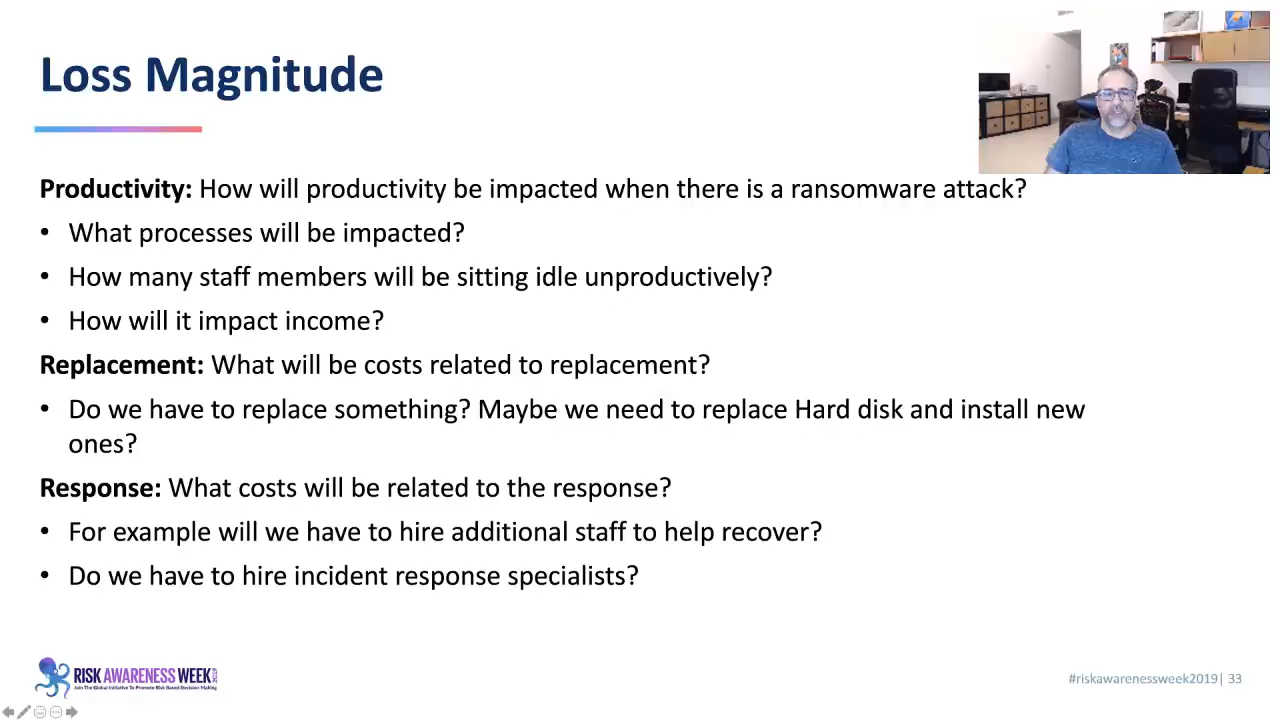 Loss Magnitude
Productivity: How will productivity be impacted when there is a ransomware attack?
• What processes will be impacted?
• How many staff members will be sitting idle unproductively?
• How will it impact income?
Replacement: What will be costs related to replacement?
• Do we have to replace something? Maybe we need to replace Hard disk and install new
ones?
Response: What costs will be related to the response?
• For example will we have to hire additional staff to help recover?
• Do we have to hire incident response specialists?
RISK AWARENESS WEEK 2019
Join The Global Initiative To Promote Risk Based Decision Making
#riskawarenessweek2019| 33